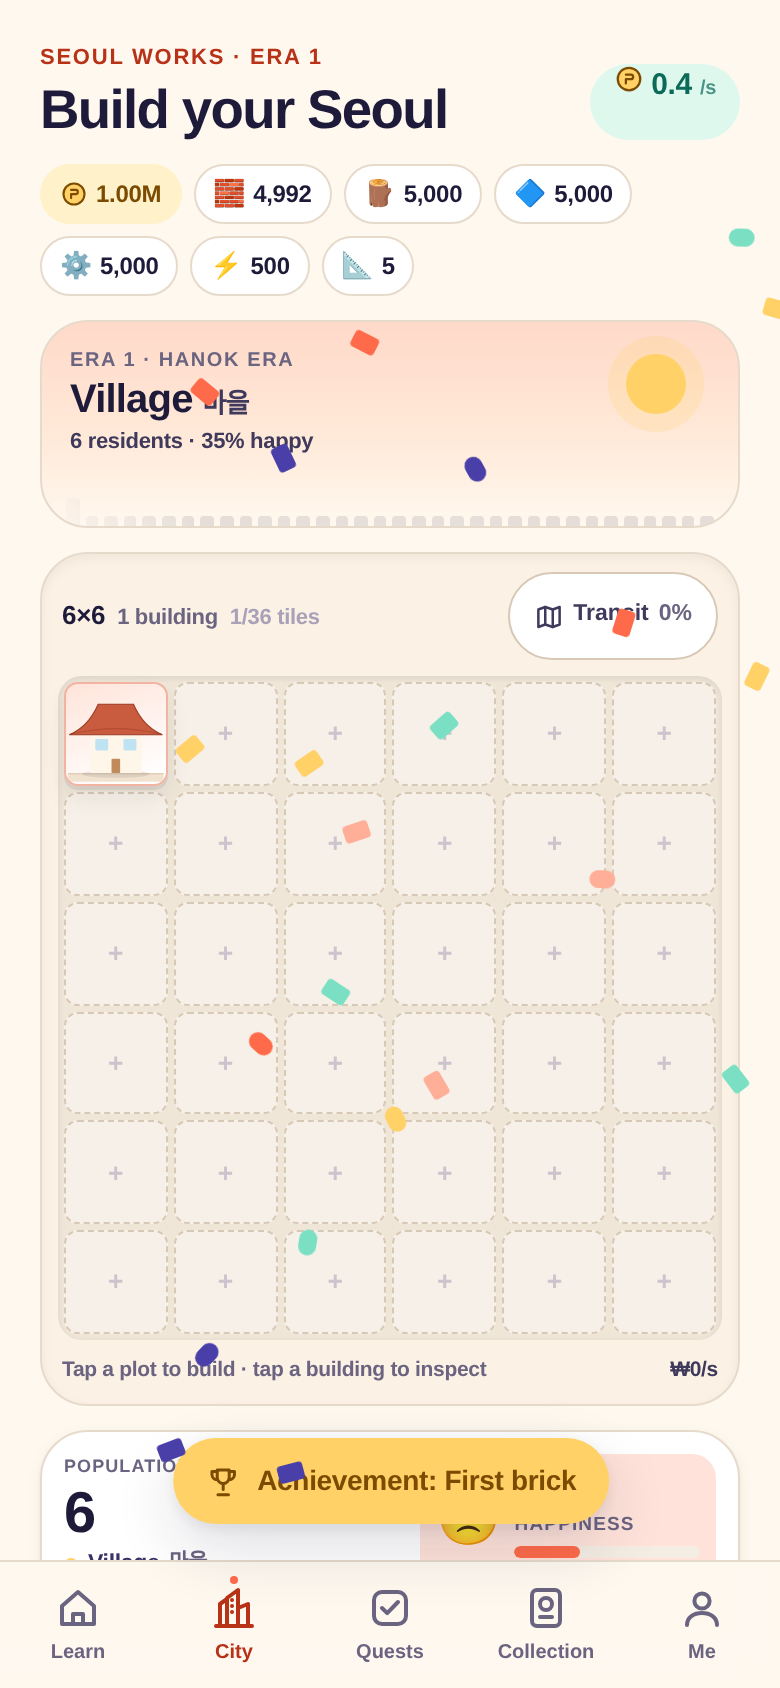 SEOUL WORKS · ERA 1
Build your Seoul
0.4 /s
1.00M 4,992 5,000 5,000
5,000 500 5
ERA 1 · HANOK ERA
Village 마을
6 residents · 35% happy
6×6 1 building 1/36 tiles
Transit 0%
Tap a plot to build · tap a building to inspect ₩0/s
Achievement: First brick
6
HAPPINESS
Village 마을
Learn City Quests Collection Me